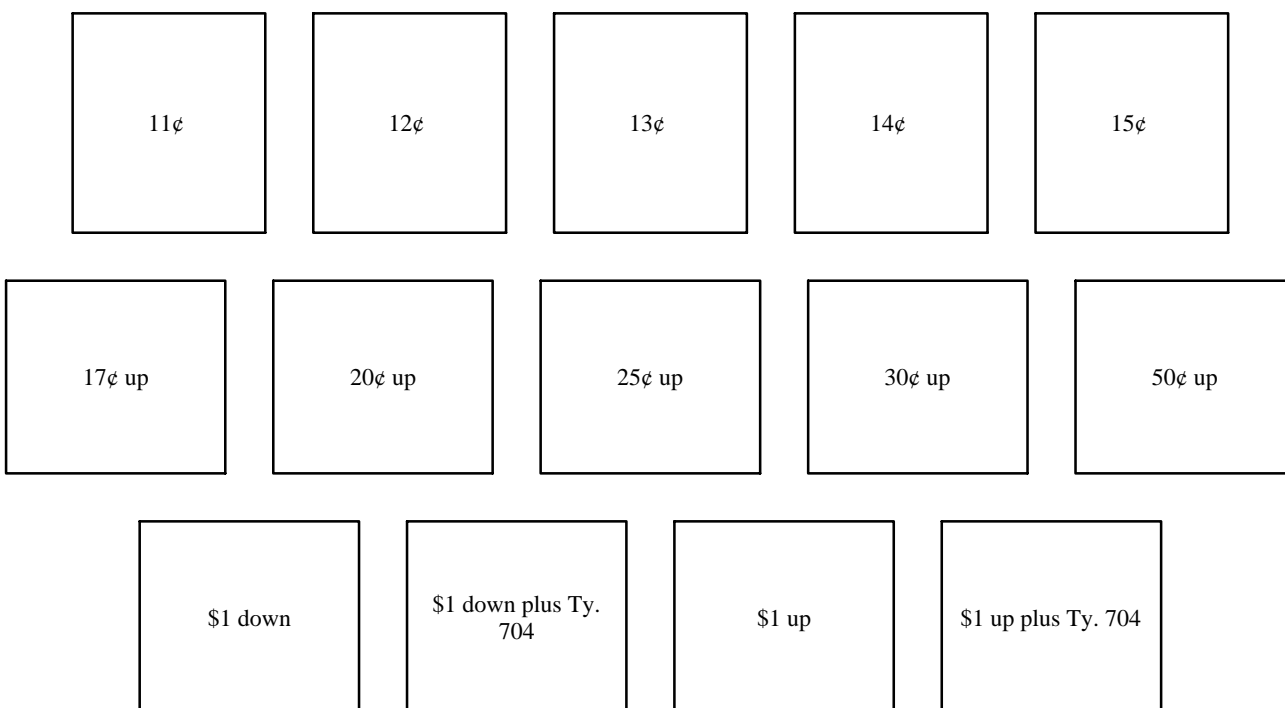 11¢
12¢
13¢
14¢
15¢
17¢ up
20¢ up
25¢ up
30¢ up
50¢ up
$1 down
$1 down plus Ty.
704
$1 up
$1 up plus Ty. 704